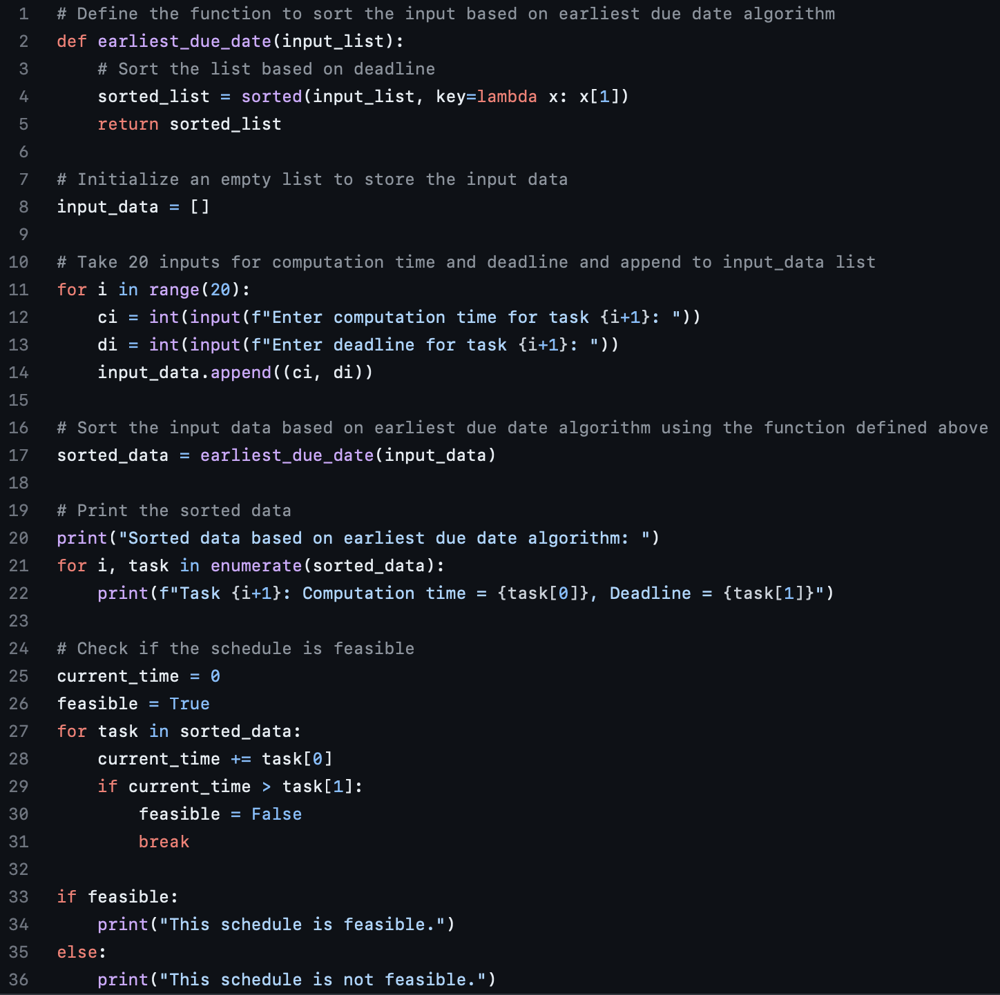 1 # Define the function to sort the input based on earliest due date algorithm
2 def earliest_due_date(input_list):
3     # Sort the list based on deadline
4     sorted_list = sorted(input_list, key=lambda x: x[1])
5     return sorted_list
6
7 # Initialize an empty list to store the input data
8 input_data = []
9
10 # Take 20 inputs for computation time and deadline and append to input_data list
11 for i in range(20):
12     ci = int(input(f"Enter computation time for task {i+1}: "))
13     di = int(input(f"Enter deadline for task {i+1}: "))
14     input_data.append((ci, di))
15
16 # Sort the input data based on earliest due date algorithm using the function defined above
17 sorted_data = earliest_due_date(input_data)
18
19 # Print the sorted data
20 print("Sorted data based on earliest due date algorithm: ")
21 for i, task in enumerate(sorted_data):
22     print(f"Task {i+1}: Computation time = {task[0]}, Deadline = {task[1]}")
23
24 # Check if the schedule is feasible
25 current_time = 0
26 feasible = True
27 for task in sorted_data:
28     current_time += task[0]
29     if current_time > task[1]:
30         feasible = False
31         break
32
33 if feasible:
34     print("This schedule is feasible.")
35 else:
36     print("This schedule is not feasible.")